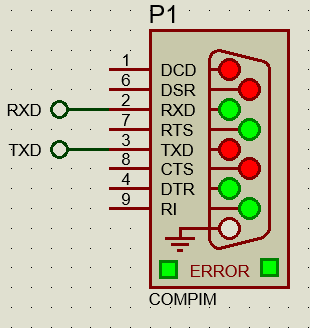 P1
1 DCD
6 DSR
RXD 2 RXD
7 RTS
TXD 3 TXD
8 CTS
4 DTR
9 RI
ERROR
COMPIM